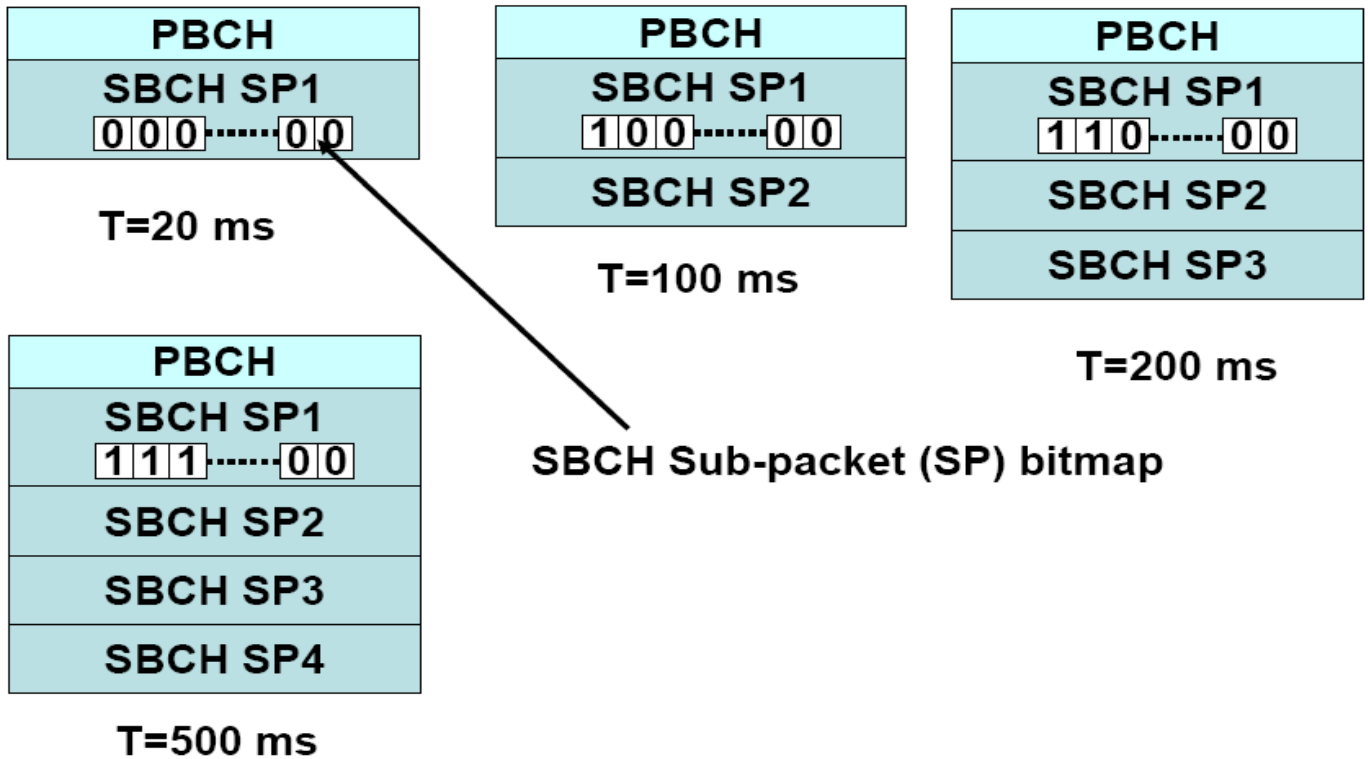 PBCH
SBCH SP1
000......00
T=20 ms
PBCH
SBCH SP1
100......00
SBCH SP2
T=100 ms
PBCH
SBCH SP1
110......00
SBCH SP2
SBCH SP3
T=200 ms
PBCH
SBCH SP1
111......00
SBCH SP2
SBCH SP3
SBCH SP4
T=500 ms
SBCH Sub-packet (SP) bitmap